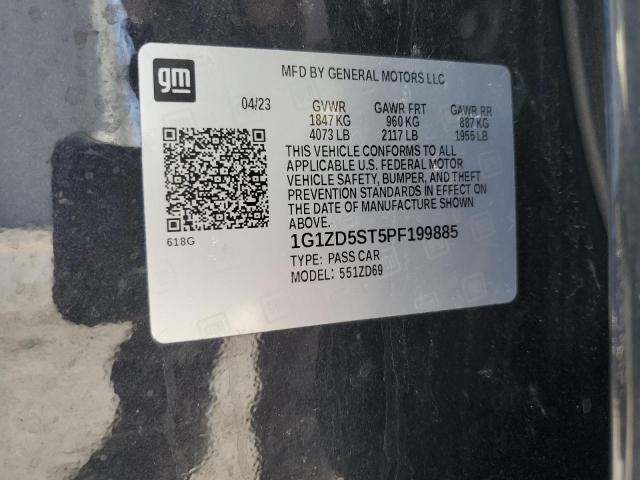 gm
MFD BY GENERAL MOTORS LLC
04/23 GVWR GAWR FRT GAWR RR
1847 KG 960 KG 887 KG
4073 LB 2117 LB 1955 LB
THIS VEHICLE CONFORMS TO ALL
APPLICABLE U.S. FEDERAL MOTOR
VEHICLE SAFETY, BUMPER, AND THEFT
PREVENTION STANDARDS IN EFFECT ON
THE DATE OF MANUFACTURE SHOWN
ABOVE.
618G
1G1ZD5ST5PF199885
TYPE: PASS CAR
MODEL: 551ZD69